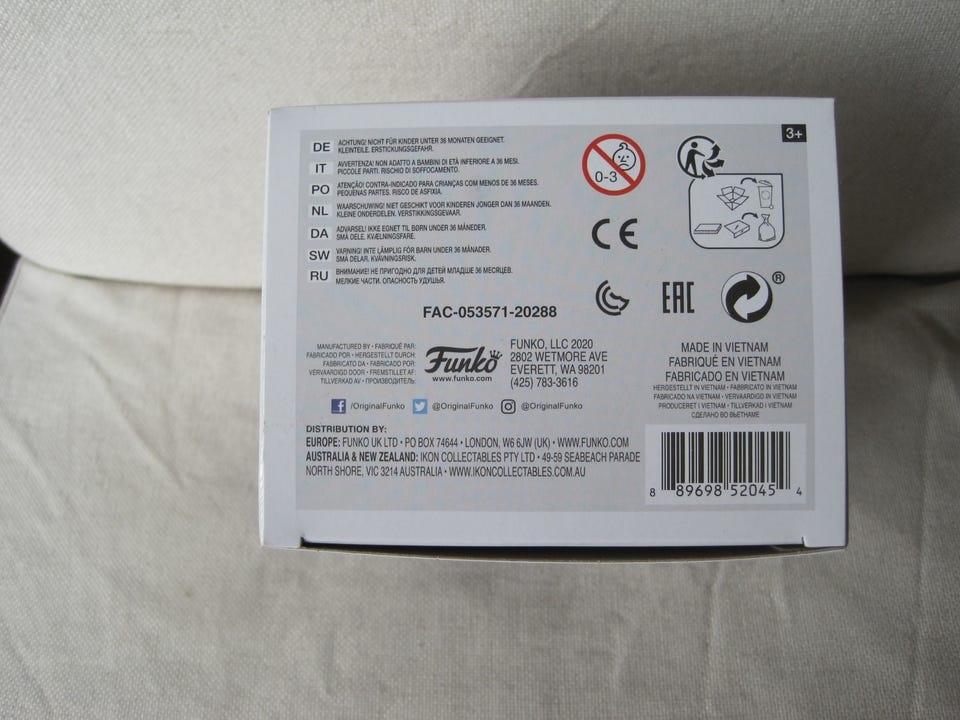 DE ACHTUNG! NICHT FÜR KINDER UNTER 36 MONATEN GEEIGNET.
KLEINTEILE. ERSTICKUNGSGEFAHR.
IT AVVERTENZA! NON ADATTO A BAMBINI DI ETÀ INFERIORE A 36 MESI.
PICCOLE PARTI. RISCHIO DI SOFFOCAMENTO.
PO ATENÇÃO! CONTRA-INDICADO PARA CRIANÇAS COM MENOS DE 36 MESES.
PEQUENAS PARTES. RISCO DE ASFIXIA.
NL WAARSCHUWING! NIET GESCHIKT VOOR KINDEREN JONGER DAN 36 MAANDEN.
KLEINE ONDERDELEN. VERSTIKKINGSGEVAAR.
DA ADVARSEL! IKKE EGNET TIL BØRN UNDER 36 MÅNEDER.
SMÅ DELE. KVÆLNINGSFARE.
SW VARNING! INTE LÄMPLIG FÖR BARN UNDER 36 MÅNADER.
SMÅ DELAR. KVÄVNINGSRISK.
RU ВНИМАНИЕ! НЕ ПРИГОДНО ДЛЯ ДЕТЕЙ МЛАДШЕ 36 МЕСЯЦЕВ.
МЕЛКИЕ ЧАСТИ. ОПАСНОСТЬ УДУШЬЯ.
0-3
3+
CE
EAC
®
FAC-053571-20288
MANUFACTURED BY • FABRIQUÉ PAR:
FABRICADO POR • HERGESTELLT DURCH:
FABBRICATO DA • FABRICADO POR:
VERVAARDIGD DOOR • FREMSTILLET AF:
TILLVERKAD AV • ПРОИЗВОДИТЕЛЬ:
Funko
www.funko.com
FUNKO, LLC 2020
2802 WETMORE AVE
EVERETT, WA 98201
(425) 783-3616
/OriginalFunko @OriginalFunko @OriginalFunko
MADE IN VIETNAM
FABRIQUÉ EN VIETNAM
FABRICADO EN VIETNAM
HERGESTELLT IN VIETNAM • FABBRICATO IN VIETNAM
FABRICADO NA VIETNAM • VERVAARDIGD IN VIETNAM
PRODUCERET I VIETNAM • TILLVERKAD I VIETNAM
СДЕЛАНО ВО ВЬЕТНАМЕ
DISTRIBUTION BY:
EUROPE: FUNKO UK LTD • PO BOX 74644 • LONDON, W6 6JW (UK) • WWW.FUNKO.COM
AUSTRALIA & NEW ZEALAND: IKON COLLECTABLES PTY LTD • 49-59 SEABEACH PARADE
NORTH SHORE, VIC 3214 AUSTRALIA • WWW.IKONCOLLECTABLES.COM.AU
8 89698 52045 4